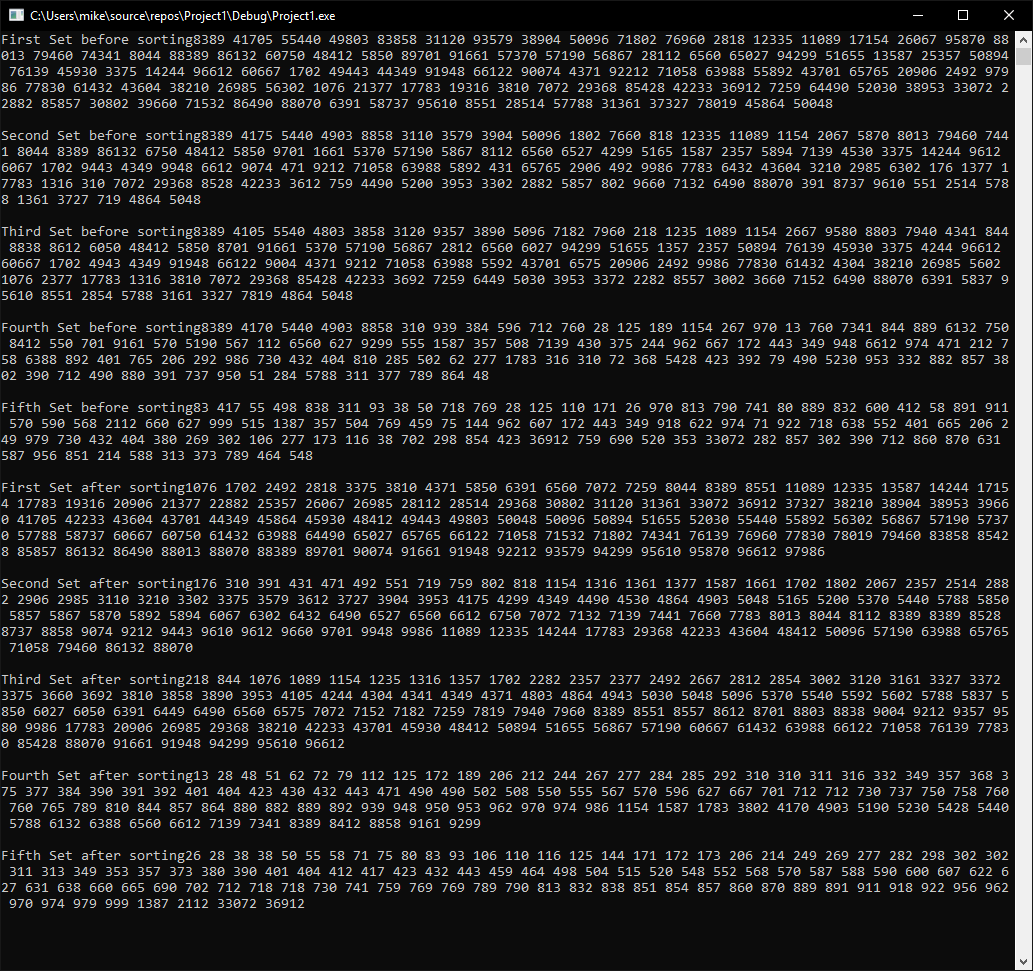 C:\Users\mike\source\repos\Project1\Debug\Project1.exe
First Set before sorting8389 41705 55440 49803 83858 31120 93579 38904 50096 71802 76960 2818 12335 11089 17154 26067 95870 88
013 79460 74341 8044 88389 86132 60750 48412 5850 89701 91661 57370 57190 56867 28112 6560 65027 94299 51655 13587 25357 50894
 76139 45930 3375 14244 96612 60667 1702 49443 44349 91948 66122 90074 4371 92212 71058 63988 55892 43701 65765 20906 2492 979
86 77830 61432 43604 38210 26985 56302 1076 21377 17783 19316 3810 7072 29368 85428 42233 36912 7259 64490 52030 38953 33072 2
2882 85857 30802 39660 71532 86490 88070 6391 58737 95610 8551 28514 57788 31361 37327 78019 45864 50048
Second Set before sorting8389 4175 5440 4903 8858 3110 3579 3904 50096 1802 7660 818 12335 11089 1154 2067 5870 8013 79460 744
1 8044 8389 86132 6750 48412 5850 9701 1661 5370 57190 5867 8112 6560 6527 4299 5165 1587 2357 5894 7139 4530 3375 14244 9612
6067 1702 9443 4349 9948 6612 9074 471 9212 71058 63988 5892 431 65765 2906 492 9986 7783 6432 43604 3210 2985 6302 176 1377 1
7783 1316 310 7072 29368 8528 42233 3612 759 4490 5200 3953 3302 2882 5857 802 9660 7132 6490 88070 391 8737 9610 551 2514 578
8 1361 3727 719 4864 5048
Third Set before sorting8389 4105 5540 4803 3858 3120 9357 3890 5096 7182 7960 218 1235 1089 1154 2667 9580 8803 7940 4341 844
 8838 8612 6050 48412 5850 8701 91661 5370 57190 56867 2812 6560 6027 94299 51655 1357 2357 50894 76139 45930 3375 4244 96612
60667 1702 4943 4349 91948 66122 9004 4371 9212 71058 63988 5592 43701 6575 20906 2492 9986 77830 61432 4304 38210 26985 5602
1076 2377 17783 1316 3810 7072 29368 85428 42233 3692 7259 6449 5030 3953 3372 2282 8557 3002 3660 7152 6490 88070 6391 5837 9
5610 8551 2854 5788 3161 3327 7819 4864 5048
Fourth Set before sorting8389 4170 5440 4903 8858 310 939 384 596 712 760 28 125 189 1154 267 970 13 760 7341 844 889 6132 750
 8412 550 701 9161 570 5190 567 112 6560 627 9299 555 1587 357 508 7139 430 375 244 962 667 172 443 349 948 6612 974 471 212 7
58 6388 892 401 765 206 292 986 730 432 404 810 285 502 62 277 1783 316 310 72 368 5428 423 392 79 490 5230 953 332 882 857 38
02 390 712 490 880 391 737 950 51 284 5788 311 377 789 864 48
Fifth Set before sorting83 417 55 498 838 311 93 38 50 718 769 28 125 110 171 26 970 813 790 741 80 889 832 600 412 58 891 911
 570 590 568 2112 660 627 999 515 1387 357 504 769 459 75 144 962 607 172 443 349 918 622 974 71 922 718 638 552 401 665 206 2
49 979 730 432 404 380 269 302 106 277 173 116 38 702 298 854 423 36912 759 690 520 353 33072 282 857 302 390 712 860 870 631
587 956 851 214 588 313 373 789 464 548
First Set after sorting1076 1702 2492 2818 3375 3810 4371 5850 6391 6560 7072 7259 8044 8389 8551 11089 12335 13587 14244 1715
4 17783 19316 20906 21377 22882 25357 26067 26985 28112 28514 29368 30802 31120 31361 33072 36912 37327 38210 38904 38953 3966
0 41705 42233 43604 43701 44349 45864 45930 48412 49443 49803 50048 50096 50894 51655 52030 55440 55892 56302 56867 57190 5737
0 57788 58737 60667 60750 61432 63988 64490 65027 65765 66122 71058 71532 71802 74341 76139 76960 77830 78019 79460 83858 8542
8 85857 86132 86490 88013 88070 88389 89701 90074 91661 91948 92212 93579 94299 95610 95870 96612 97986
Second Set after sorting176 310 391 431 471 492 551 719 759 802 818 1154 1316 1361 1377 1587 1661 1702 1802 2067 2357 2514 288
2 2906 2985 3110 3210 3302 3375 3579 3612 3727 3904 3953 4175 4299 4349 4490 4530 4864 4903 5048 5165 5200 5370 5440 5788 5850
 5857 5867 5870 5892 5894 6067 6302 6432 6490 6527 6560 6612 6750 7072 7132 7139 7441 7660 7783 8013 8044 8112 8389 8389 8528
8737 8858 9074 9212 9443 9610 9612 9660 9701 9948 9986 11089 12335 14244 17783 29368 42233 43604 48412 50096 57190 63988 65765
 71058 79460 86132 88070
Third Set after sorting218 844 1076 1089 1154 1235 1316 1357 1702 2282 2357 2377 2492 2667 2812 2854 3002 3120 3161 3327 3372
3375 3660 3692 3810 3858 3890 3953 4105 4244 4304 4341 4349 4371 4803 4864 4943 5030 5048 5096 5370 5540 5592 5602 5788 5837 5
850 6027 6050 6391 6449 6490 6560 6575 7072 7152 7182 7259 7819 7940 7960 8389 8551 8557 8612 8701 8803 8838 9004 9212 9357 95
80 9986 17783 20906 26985 29368 38210 42233 43701 45930 48412 50894 51655 56867 57190 60667 61432 63988 66122 71058 76139 7783
0 85428 88070 91661 91948 94299 95610 96612
Fourth Set after sorting13 28 48 51 62 72 79 112 125 172 189 206 212 244 267 277 284 285 292 310 310 311 316 332 349 357 368 3
75 377 384 390 391 392 401 404 423 430 432 443 471 490 490 502 508 550 555 567 570 596 627 667 701 712 712 730 737 750 758 760
 760 765 789 810 844 857 864 880 882 889 892 939 948 950 953 962 970 974 986 1154 1587 1783 3802 4170 4903 5190 5230 5428 5440
 5788 6132 6388 6560 6612 7139 7341 8389 8412 8858 9161 9299
Fifth Set after sorting26 28 38 38 50 55 58 71 75 80 83 93 106 110 116 125 144 171 172 173 206 214 249 269 277 282 298 302 302
 311 313 349 353 357 373 380 390 401 404 412 417 423 432 443 459 464 498 504 515 520 548 552 568 570 587 588 590 600 607 622 6
27 631 638 660 665 690 702 712 718 718 730 741 759 769 769 789 790 813 832 838 851 854 857 860 870 889 891 911 918 922 956 962
 970 974 979 999 1387 2112 33072 36912